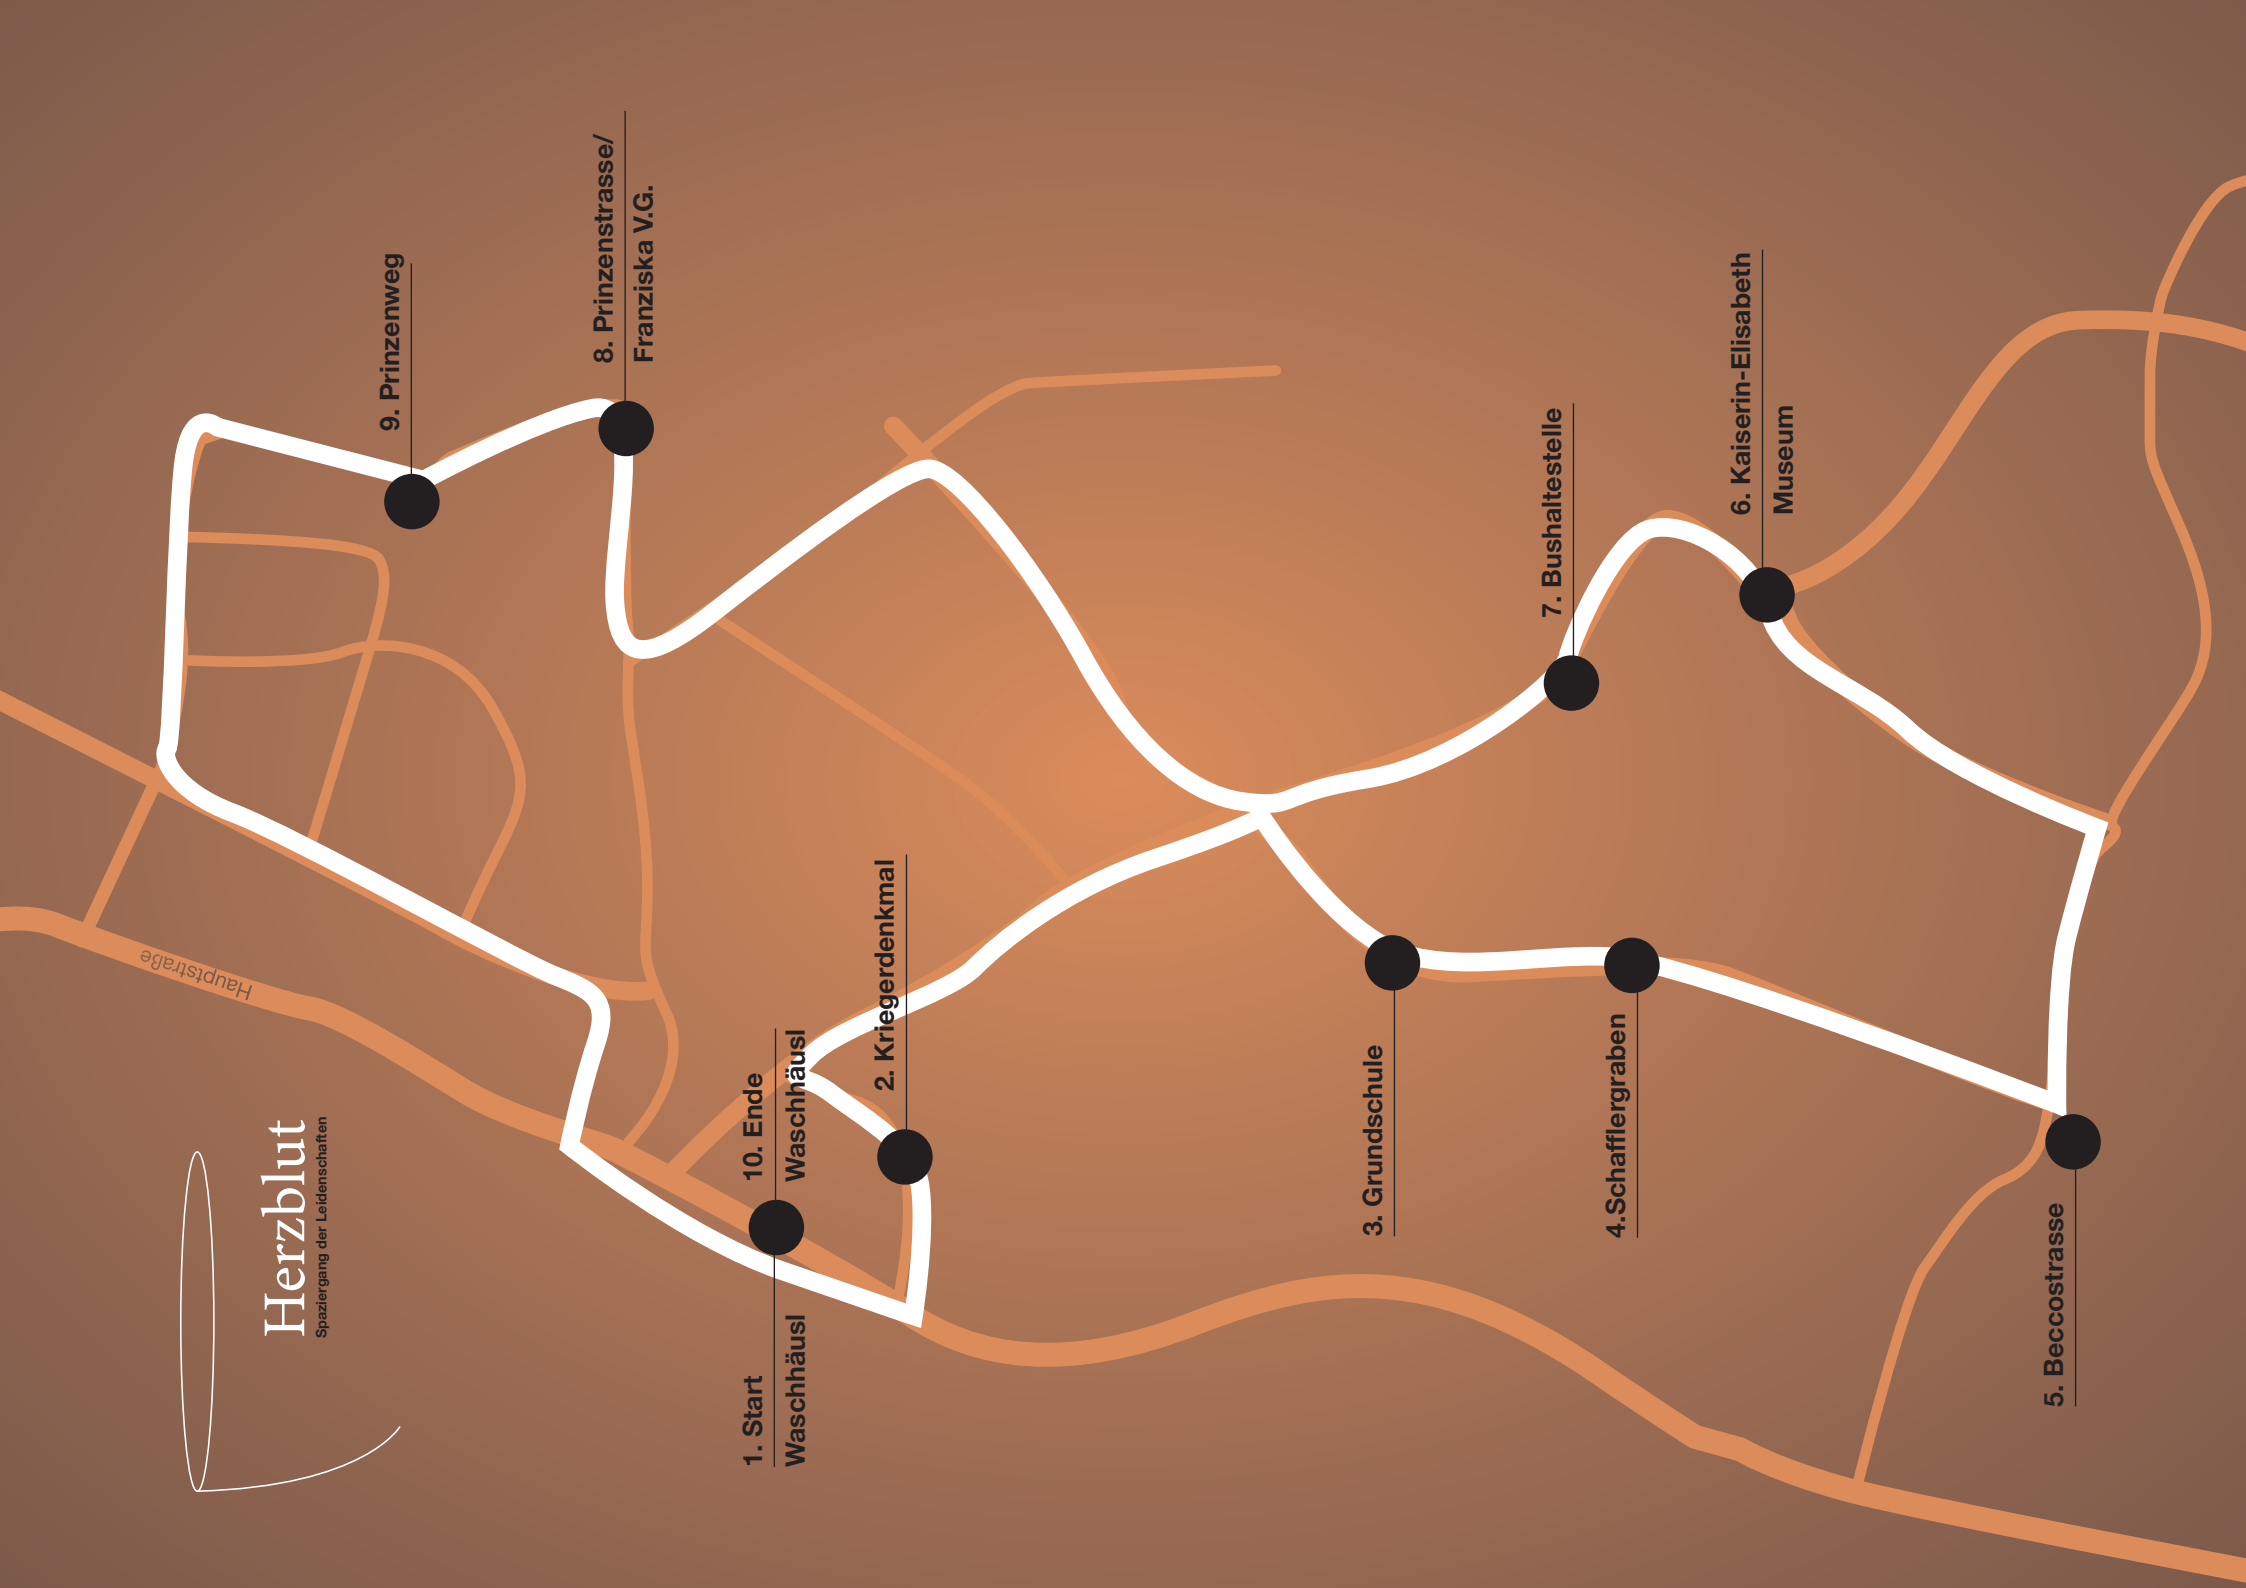 Herzblut
Spaziergang der Leidenschaften
Hauptstraße
1. Start
Waschhäusl
10. Ende
Waschhäusl
2. Kriegerdenkmal
3. Grundschule
4.Schafflergraben
5. Beccostrasse
6. Kaiserin-Elisabeth
Museum
7. Bushaltestelle
8. Prinzenstrasse/
Franziska V.G.
9. Prinzenweg